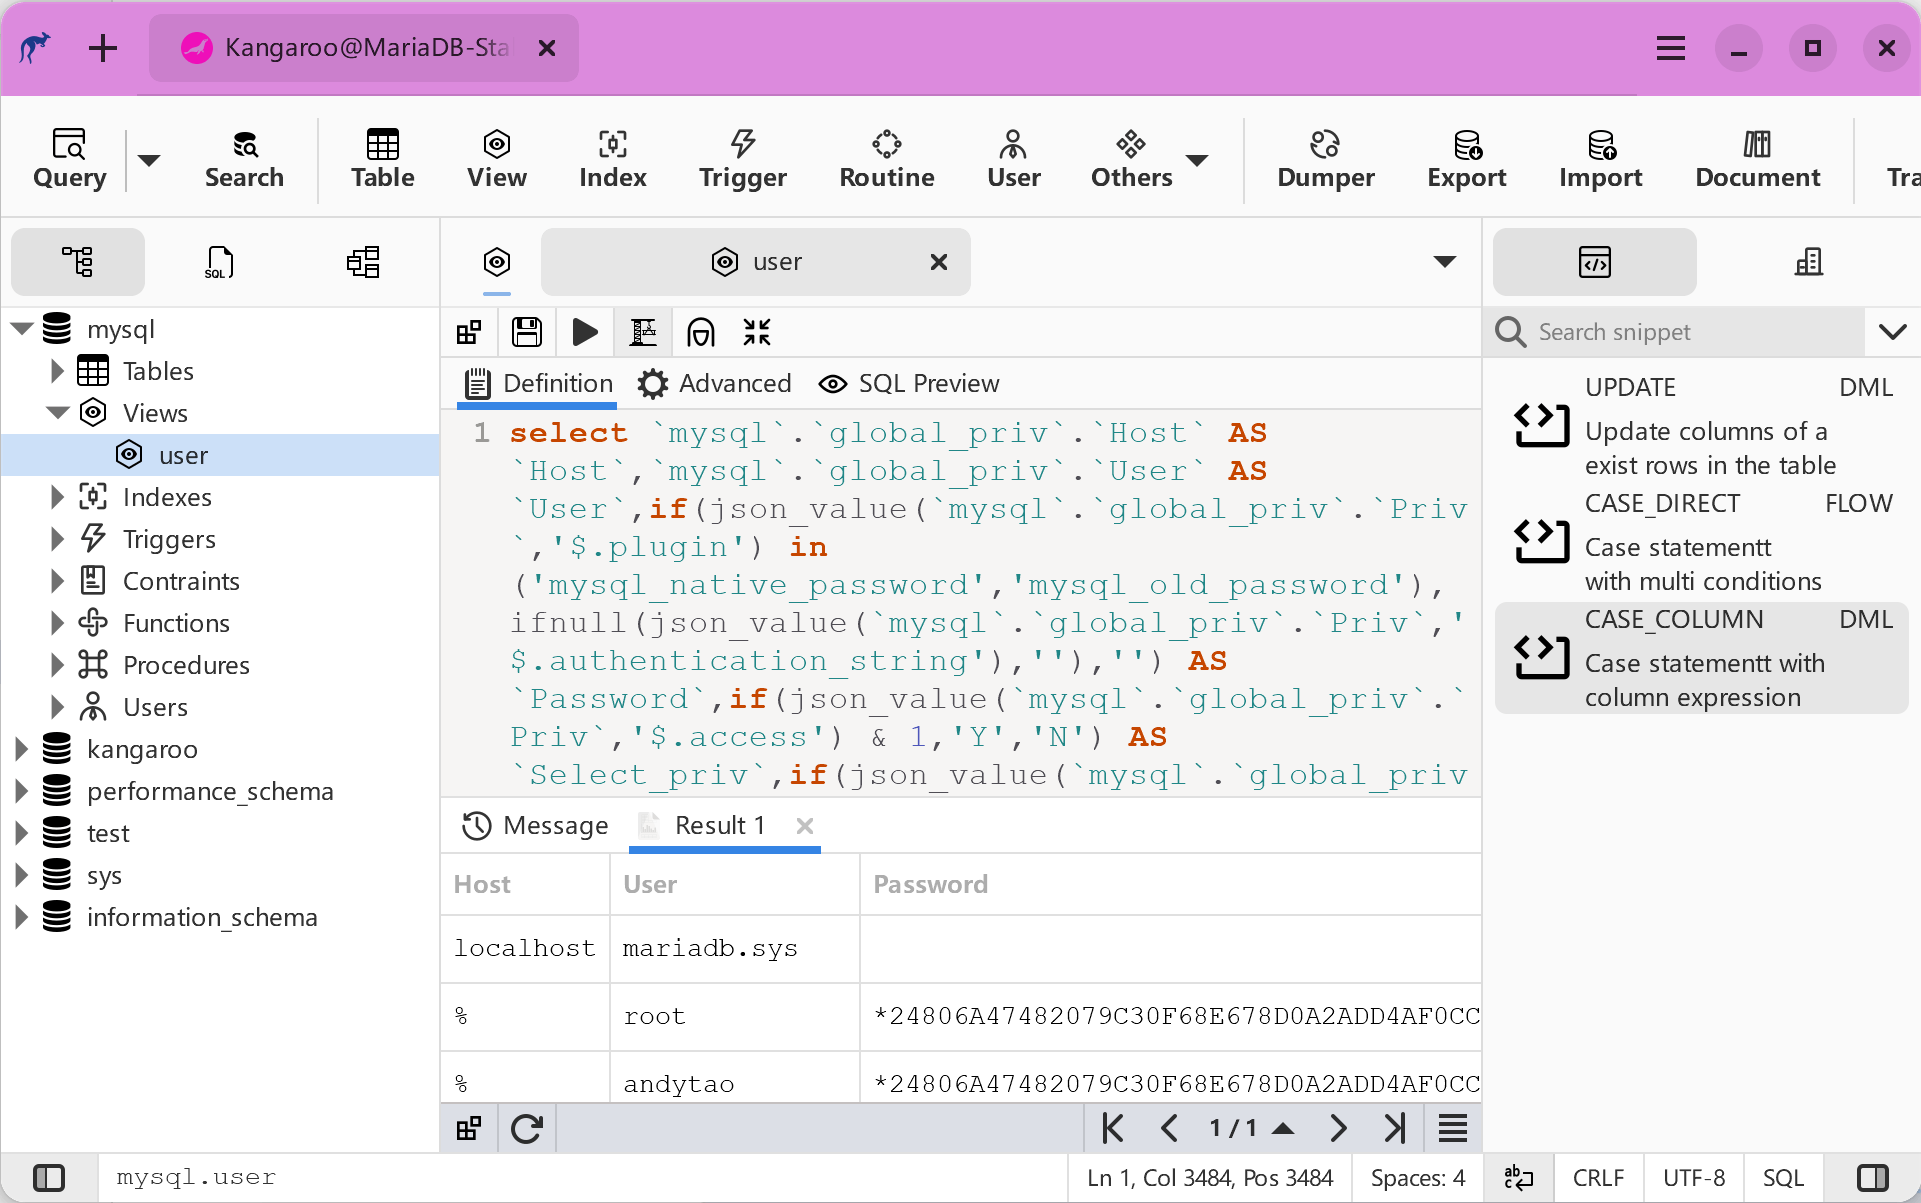 Kangaroo@MariaDB-Sta
Query
Search
Table
View
Index
Trigger
Routine
User
Others
Dumper
Export
Import
Document
Tra
SQL
user
mysql
Tables
Views
user
Indexes
Triggers
Contraints
Functions
Procedures
Users
kangaroo
performance_schema
test
sys
information_schema
Definition
Advanced
SQL Preview
1 select `mysql`.`global_priv`.`Host` AS
`Host`,`mysql`.`global_priv`.`User` AS
`User`,if(json_value(`mysql`.`global_priv`.`Priv
`,'$.plugin') in
('mysql_native_password','mysql_old_password'),
ifnull(json_value(`mysql`.`global_priv`.`Priv`,'
$.authentication_string'),''),'') AS
`Password`,if(json_value(`mysql`.`global_priv`.`
Priv`,'$.access') & 1,'Y','N') AS
`Select_priv`,if(json_value(`mysql`.`global_priv
Message
Result 1
Host User Password
localhost mariadb.sys
% root *24806A47482079C30F68E678D0A2ADD4AF0CC
% andytao *24806A47482079C30F68E678D0A2ADD4AF0CC
1 / 1
Search snippet
UPDATE DML
Update columns of a
exist rows in the table
CASE_DIRECT FLOW
Case statementt
with multi conditions
CASE_COLUMN DML
Case statementt with
column expression
mysql.user
Ln 1, Col 3484, Pos 3484
Spaces: 4
ab
c
CRLF
UTF-8
SQL